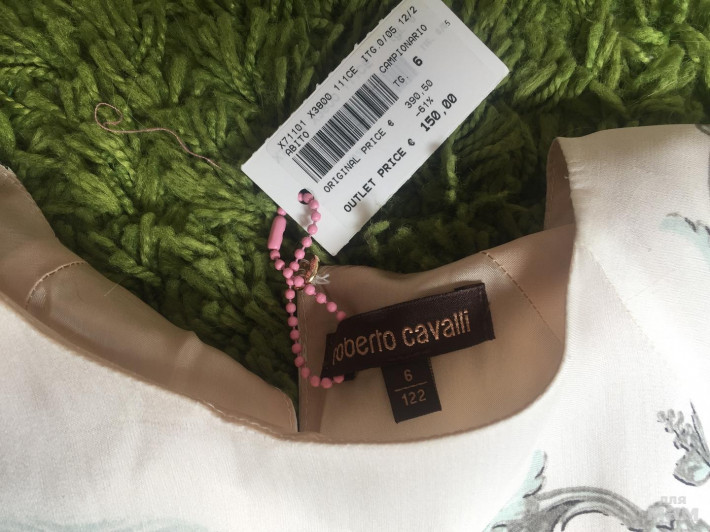 X71101 X3800 111CE ITG 0/05 12/2
ABITO CAMPIONARIO
TG 6
ORIGINAL PRICE € 390,50
-61%
OUTLET PRICE € 150,00
roberto cavalli
6
122
для